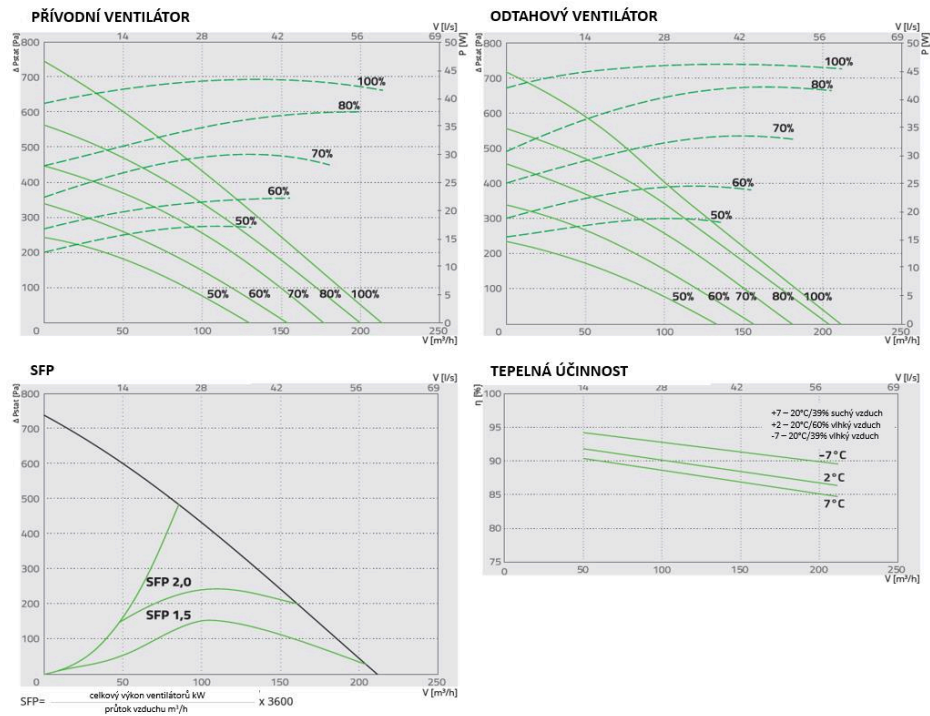 PŘÍVODNÍ VENTILÁTOR
V [l/s]
14 28 42 56 69
Δ Pstat [Pa]
P [W]
800
700
600
500
400
300
200
100
0
50
45
40
35
30
25
20
15
10
5
0
100%
80%
70%
60%
50%
50% 60% 70% 80% 100%
50 100 150 200 250
V [m³/h]
ODTAHOVÝ VENTILÁTOR
V [l/s]
14 28 42 56 69
Δ Pstat [Pa]
P [W]
800
700
600
500
400
300
200
100
0
50
45
40
35
30
25
20
15
10
5
0
100%
80%
70%
60%
50%
50% 60% 70% 80% 100%
50 100 150 200 250
V [m³/h]
SFP
V [l/s]
14 28 42 56 69
Δ Pstat [Pa]
800
700
600
500
400
300
200
100
0
SFP 2,0
SFP 1,5
50 100 150 200 250
V [m³/h]
SFP=
celkový výkon ventilátorů kW
průtok vzduchu m³/h
x 3600
TEPELNÁ ÚČINNOST
V [l/s]
14 28 42 56 69
η [%]
100
95
90
85
80
75
+7 – 20°C/39% suchý vzduch
+2 – 20°C/60% vlhký vzduch
-7 – 20°C/39% vlhký vzduch
–7°C
2°C
7°C
0 50 100 150 200 250
V [m³/h]